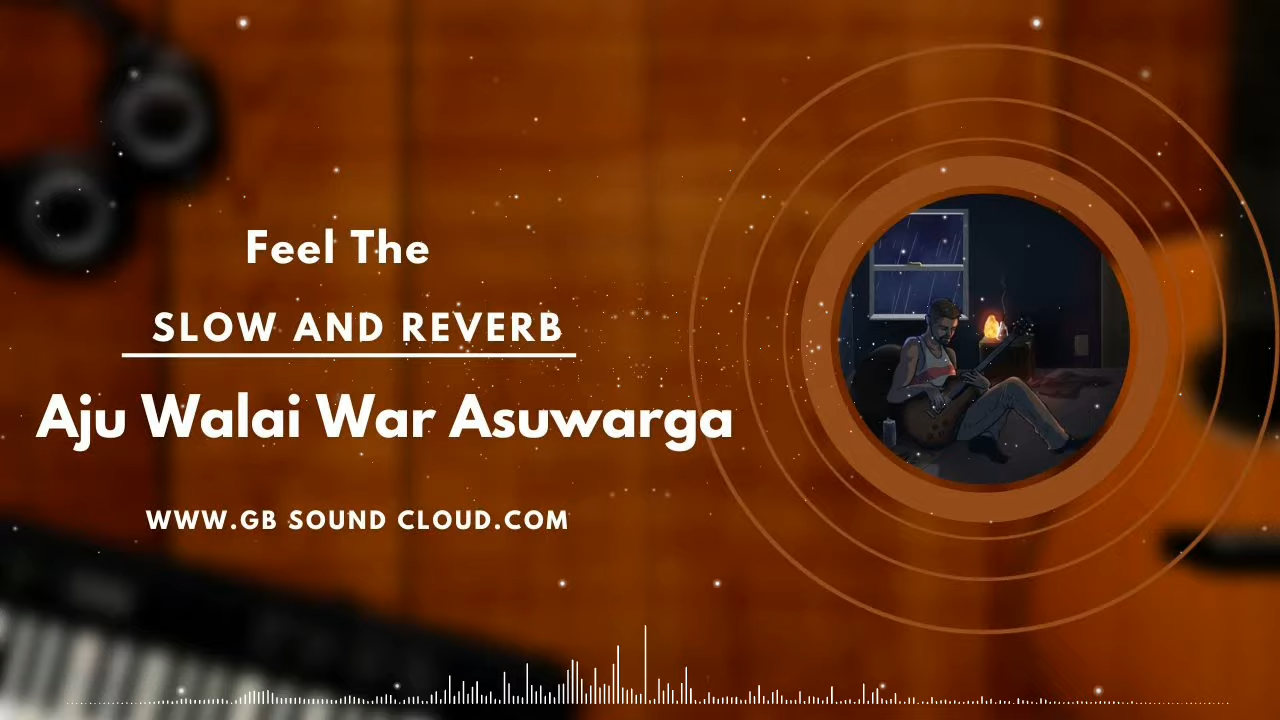 Feel The
SLOW AND REVERB
Aju Walai War Asuwarga
WWW.GB SOUND CLOUD.COM